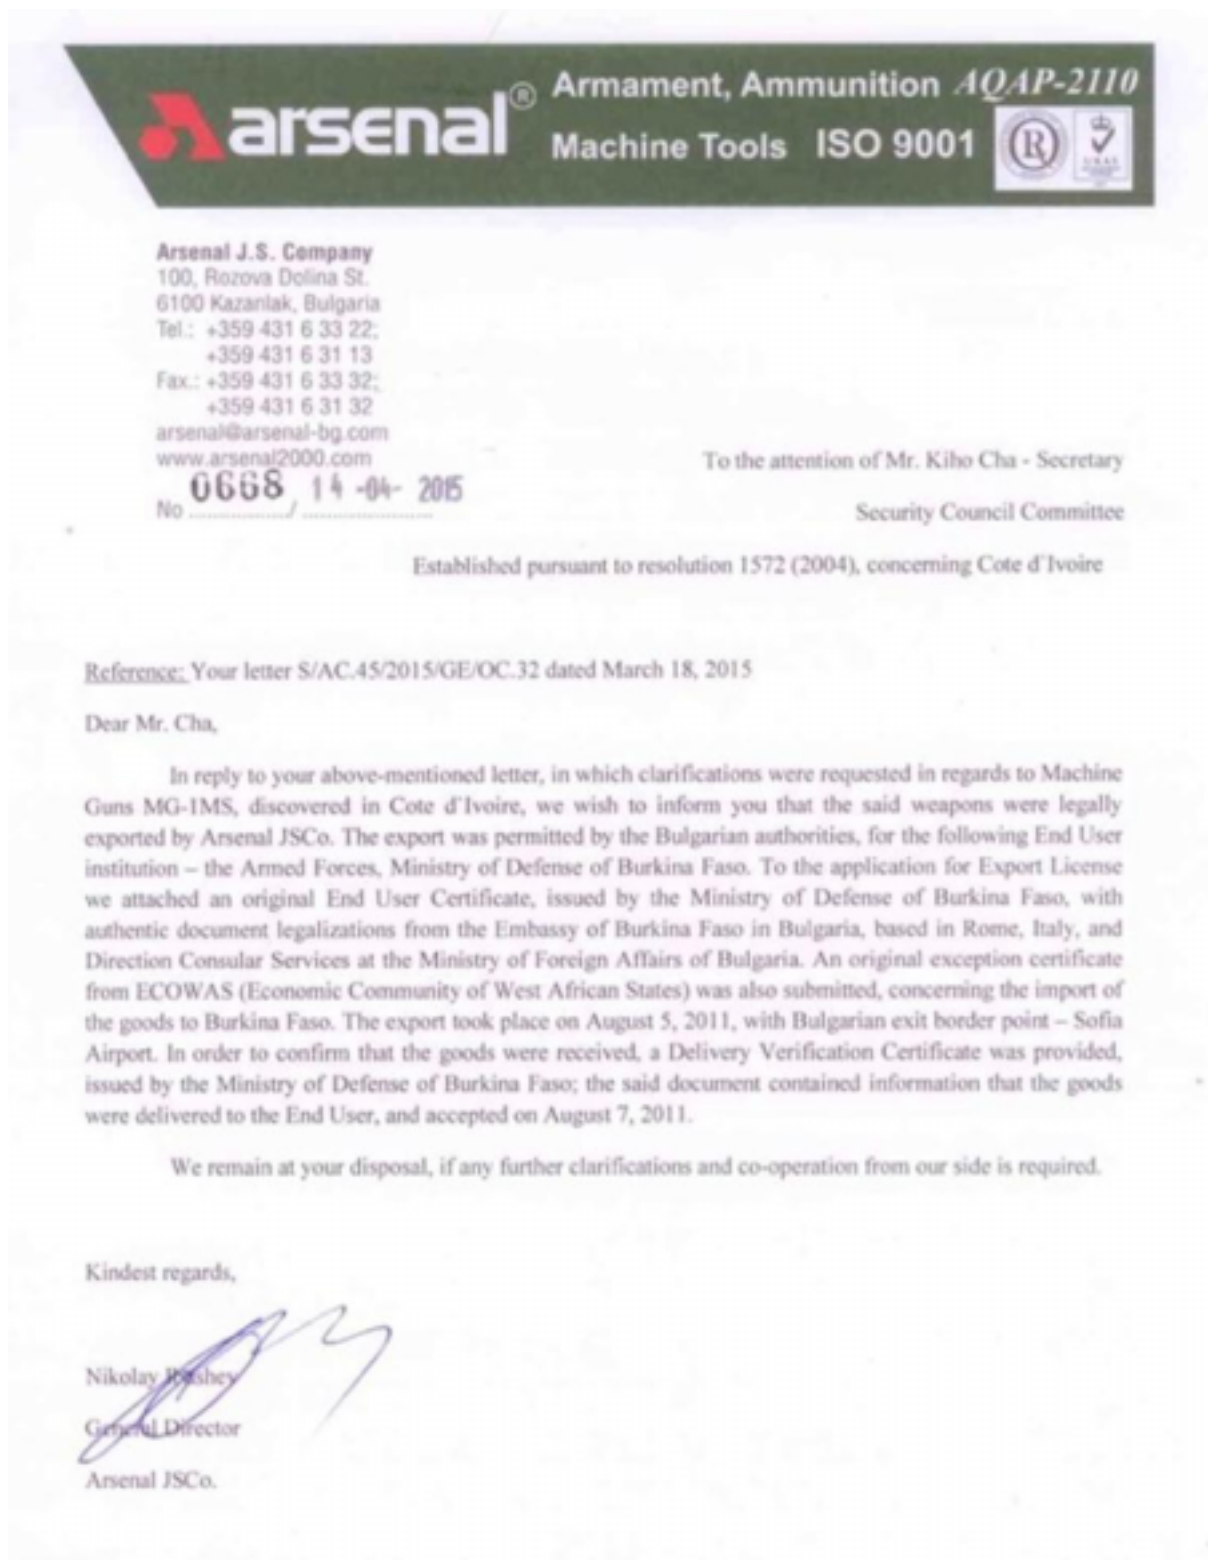 arsenal®
Armament, Ammunition AQAP-2110
Machine Tools ISO 9001
R
UKAS
Arsenal J.S. Company
100, Rozova Dolina St.
6100 Kazanlak, Bulgaria
Tel.: +359 431 6 33 22;
+359 431 6 31 13
Fax.: +359 431 6 33 32;
+359 431 6 31 32
arsenal@arsenal-bg.com
www.arsenal2000.com
No 0668 / 14 -04- 2015
To the attention of Mr. Kiho Cha - Secretary
Security Council Committee
Established pursuant to resolution 1572 (2004), concerning Cote d'Ivoire
Reference: Your letter S/AC.45/2015/GE/OC.32 dated March 18, 2015
Dear Mr. Cha,
In reply to your above-mentioned letter, in which clarifications were requested in regards to Machine
Guns MG-1MS, discovered in Cote d'Ivoire, we wish to inform you that the said weapons were legally
exported by Arsenal JSCo. The export was permitted by the Bulgarian authorities, for the following End User
institution – the Armed Forces, Ministry of Defense of Burkina Faso. To the application for Export License
we attached an original End User Certificate, issued by the Ministry of Defense of Burkina Faso, with
authentic document legalizations from the Embassy of Burkina Faso in Bulgaria, based in Rome, Italy, and
Direction Consular Services at the Ministry of Foreign Affairs of Bulgaria. An original exception certificate
from ECOWAS (Economic Community of West African States) was also submitted, concerning the import of
the goods to Burkina Faso. The export took place on August 5, 2011, with Bulgarian exit border point – Sofia
Airport. In order to confirm that the goods were received, a Delivery Verification Certificate was provided,
issued by the Ministry of Defense of Burkina Faso; the said document contained information that the goods
were delivered to the End User, and accepted on August 7, 2011.
We remain at your disposal, if any further clarifications and co-operation from our side is required.
Kindest regards,
Nikolay
General Director
Arsenal JSCo.